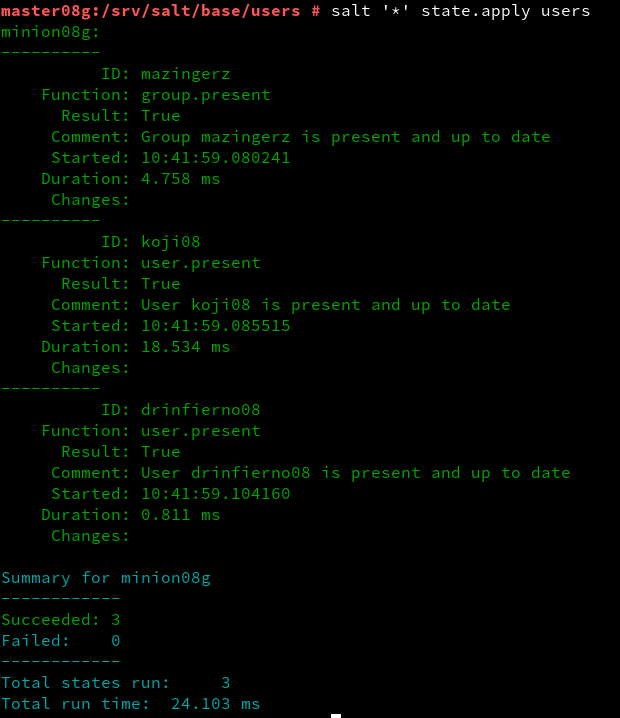 master08g:/srv/salt/base/users # salt '*' state.apply users
minion08g:
----------
          ID: mazingerz
    Function: group.present
      Result: True
     Comment: Group mazingerz is present and up to date
     Started: 10:41:59.080241
    Duration: 4.758 ms
     Changes:
----------
          ID: koji08
    Function: user.present
      Result: True
     Comment: User koji08 is present and up to date
     Started: 10:41:59.085515
    Duration: 18.534 ms
     Changes:
----------
          ID: drinfierno08
    Function: user.present
      Result: True
     Comment: User drinfierno08 is present and up to date
     Started: 10:41:59.104160
    Duration: 0.811 ms
     Changes:

Summary for minion08g
------------
Succeeded: 3
Failed:    0
------------
Total states run:     3
Total run time:  24.103 ms